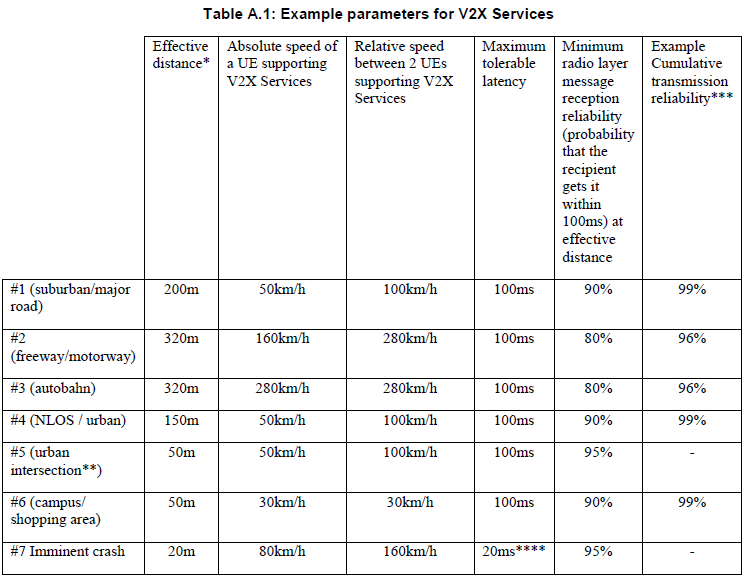 Table A.1: Example parameters for V2X Services
Effective distance* | Absolute speed of a UE supporting V2X Services | Relative speed between 2 UEs supporting V2X Services | Maximum tolerable latency | Minimum radio layer message reception reliability (probability that the recipient gets it within 100ms) at effective distance | Example Cumulative transmission reliability***
#1 (suburban/major road) | 200m | 50km/h | 100km/h | 100ms | 90% | 99%
#2 (freeway/motorway) | 320m | 160km/h | 280km/h | 100ms | 80% | 96%
#3 (autobahn) | 320m | 280km/h | 280km/h | 100ms | 80% | 96%
#4 (NLOS / urban) | 150m | 50km/h | 100km/h | 100ms | 90% | 99%
#5 (urban intersection**) | 50m | 50km/h | 100km/h | 100ms | 95% | -
#6 (campus/ shopping area) | 50m | 30km/h | 30km/h | 100ms | 90% | 99%
#7 Imminent crash | 20m | 80km/h | 160km/h | 20ms**** | 95% | -